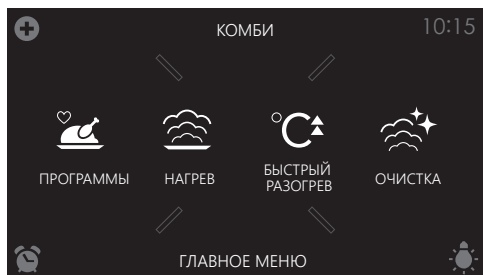 КОМБИ
10:15
ПРОГРАММЫ
НАГРЕВ
°C
БЫСТРЫЙ
РАЗОГРЕВ
ОЧИСТКА
ГЛАВНОЕ МЕНЮ